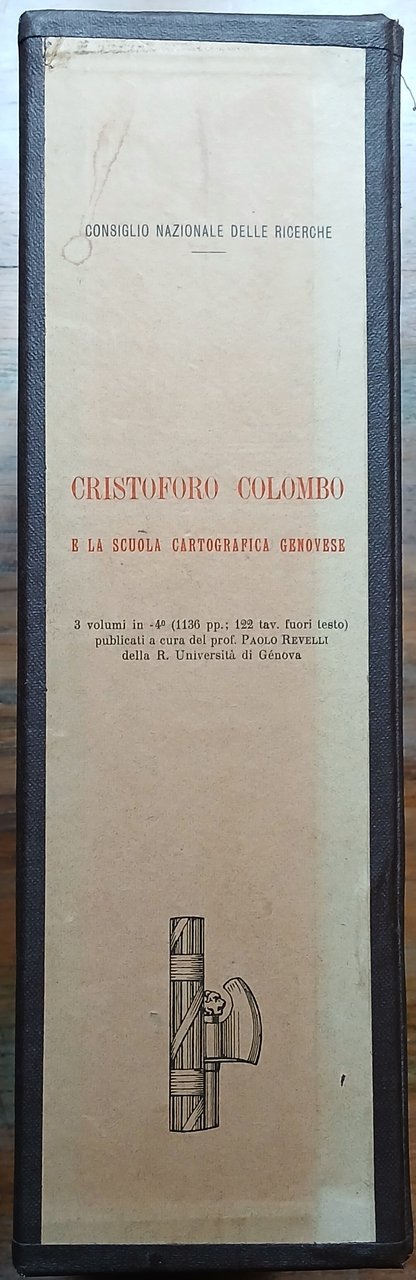 CONSIGLIO NAZIONALE DELLE RICERCHE
CRISTOFORO COLOMBO
E LA SCUOLA CARTOGRAFICA GENOVESE
3 volumi in -4º (1136 pp.; 122 tav. fuori testo)
publicati a cura del prof. PAOLO REVELLI
della R. Università di Génova